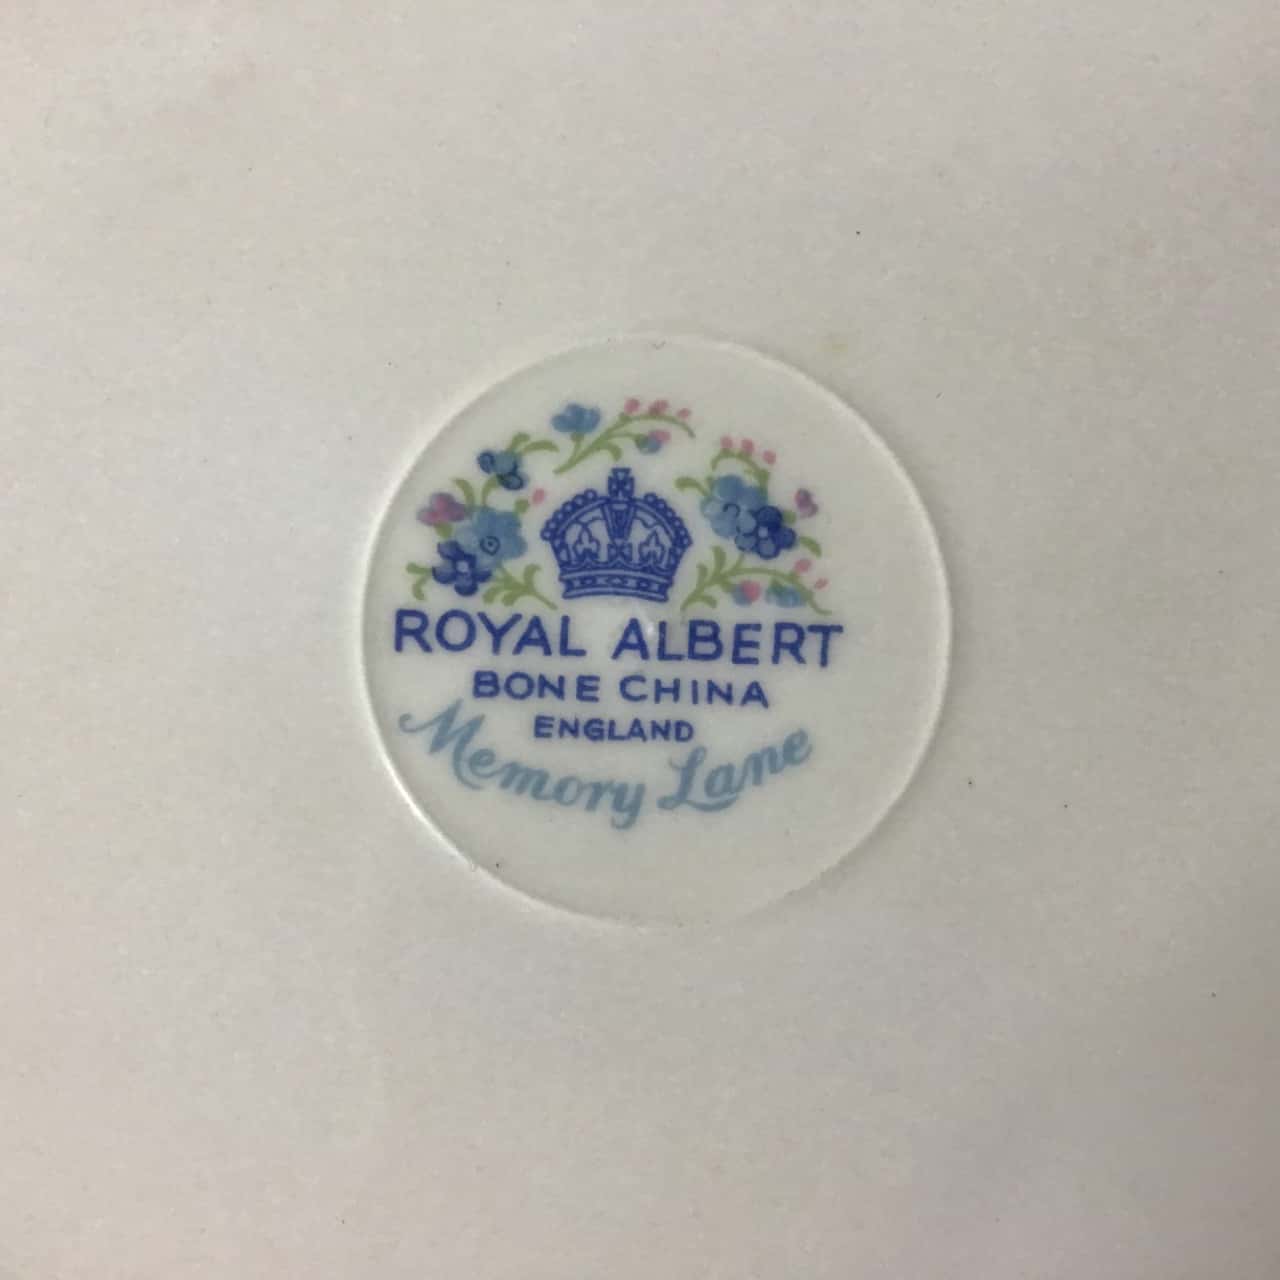 ROYAL ALBERT
BONE CHINA
ENGLAND
Memory Lane